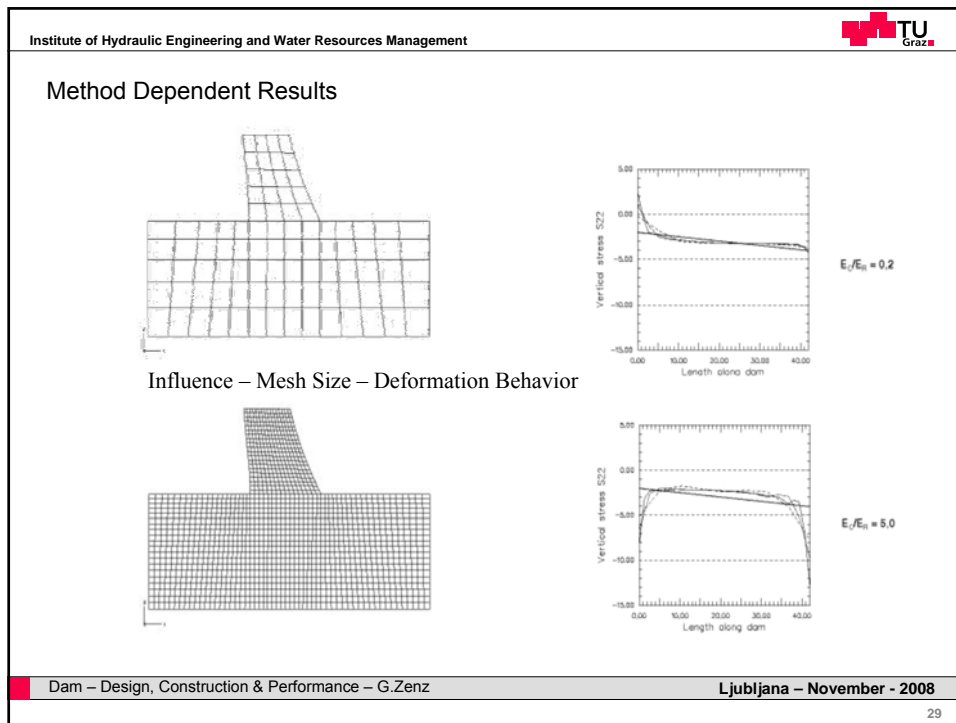 Institute of Hydraulic Engineering and Water Resources Management
TU
Graz
Method Dependent Results
5.00
0.00
-5.00
-10.00
-15.00
Vertical stress S22
0.00 10.00 20.00 30.00 40.00
Length along dam
E_C/E_R = 0,2
Influence – Mesh Size – Deformation Behavior
5.00
0.00
-5.00
-10.00
-15.00
Vertical stress S22
0.00 10.00 20.00 30.00 40.00
Length along dam
E_C/E_R = 5,0
Dam – Design, Construction & Performance – G.Zenz
Ljubljana – November - 2008
29